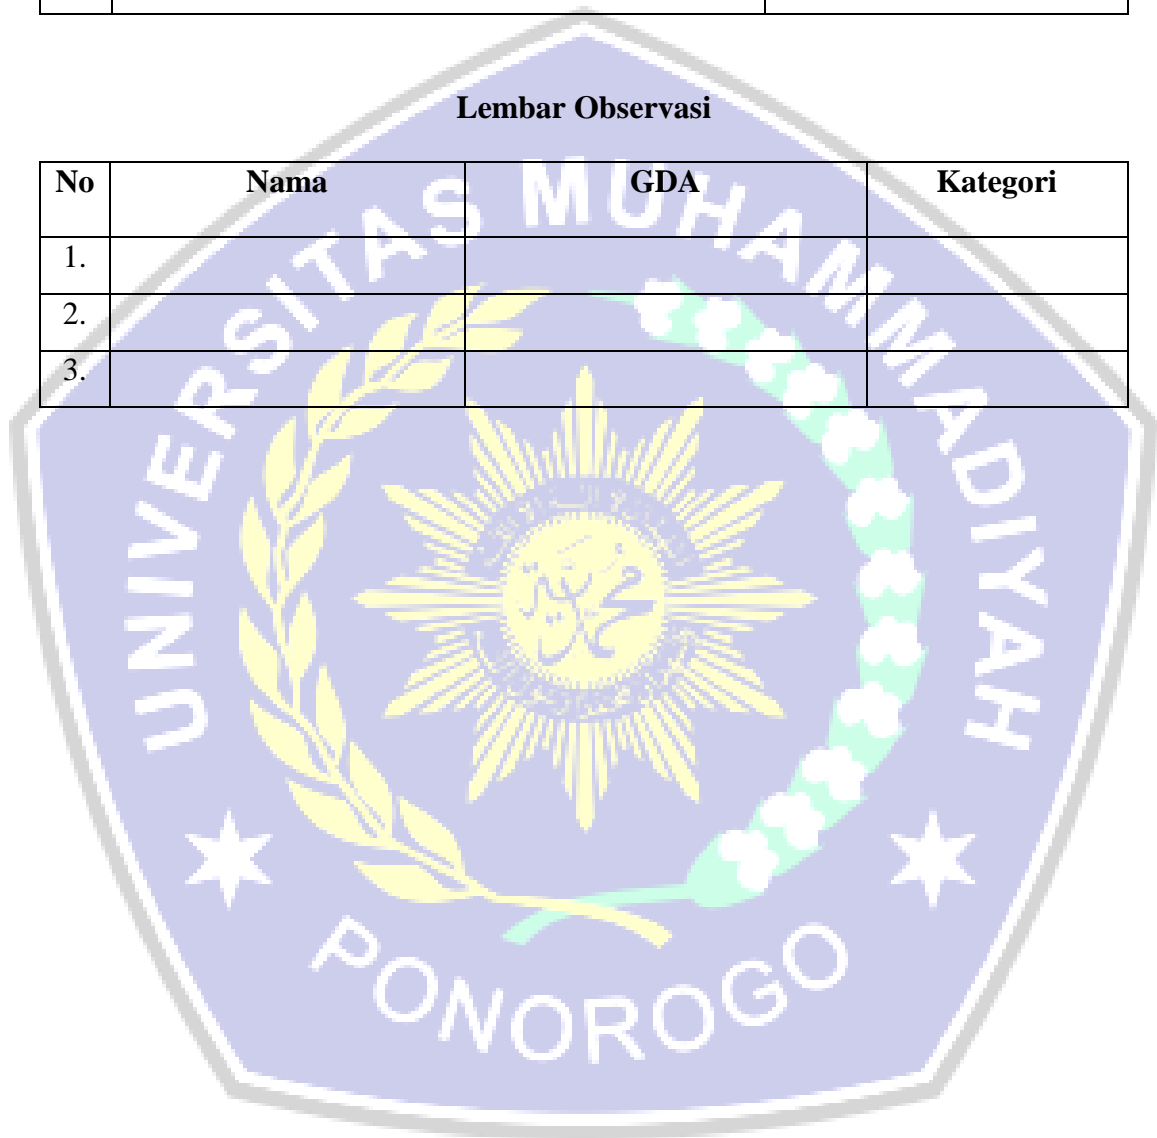 Lembar Observasi
No Nama GDA Kategori
1.
2.
3.
UNIVERSITAS MUHAMMADIYAH
PONOROGO